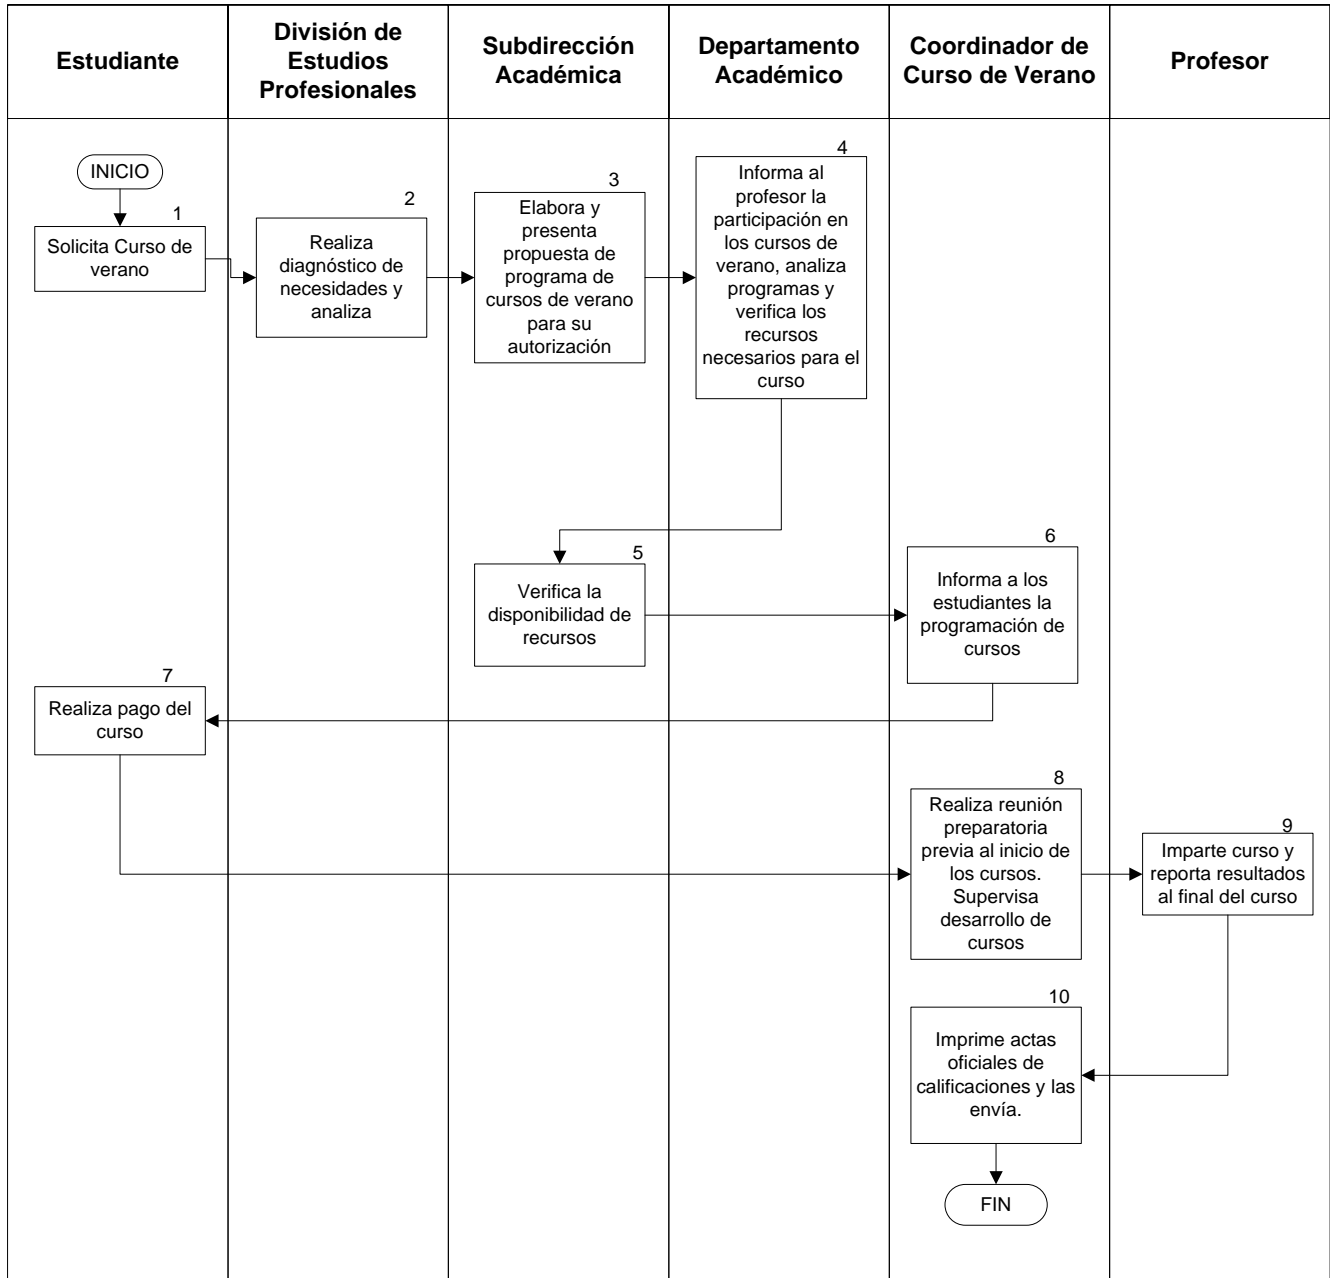 Estudiante
División de
Estudios
Profesionales
Subdirección
Académica
Departamento
Académico
Coordinador de
Curso de Verano
Profesor
INICIO
1
Solicita Curso de
verano
2
Realiza
diagnóstico de
necesidades y
analiza
3
Elabora y
presenta
propuesta de
programa de
cursos de verano
para su
autorización
4
Informa al
profesor la
participación en
los cursos de
verano, analiza
programas y
verifica los
recursos
necesarios para el
curso
5
Verifica la
disponibilidad de
recursos
6
Informa a los
estudiantes la
programación de
cursos
7
Realiza pago del
curso
8
Realiza reunión
preparatoria
previa al inicio de
los cursos.
Supervisa
desarrollo de
cursos
9
Imparte curso y
reporta resultados
al final del curso
10
Imprime actas
oficiales de
calificaciones y las
envía.
FIN